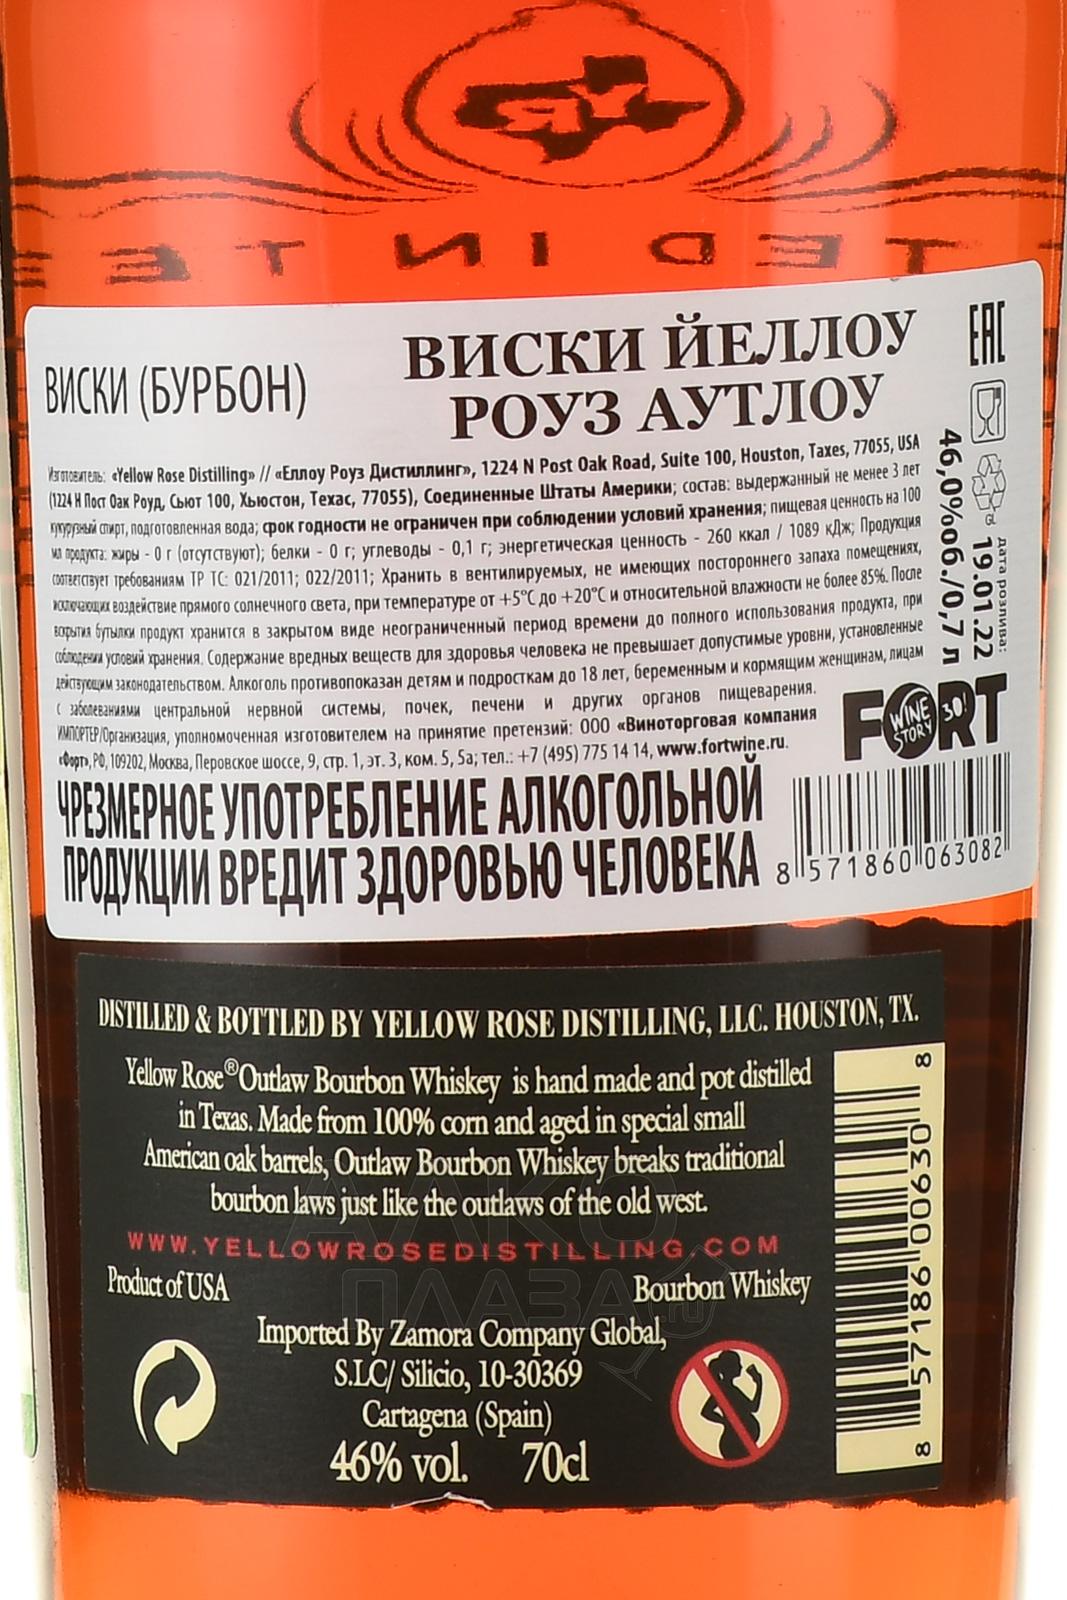 TED IN TE
ВИСКИ (БУРБОН)
ВИСКИ ЙЕЛЛОУ
РОУЗ АУТЛОУ
Изготовитель: «Yellow Rose Distilling» // «Еллоу Роуз Дистиллинг», 1224 N Post Oak Road, Suite 100, Houston, Taxes, 77055, USA
(1224 Н Пост Оак Роуд, Сьют 100, Хьюстон, Техас, 77055), Соединенные Штаты Америки; состав: выдержанный не менее 3 лет
кукурузный спирт, подготовленная вода; срок годности не ограничен при соблюдении условий хранения; пищевая ценность на 100
мл продукта: жиры - 0 г (отсутствуют); белки - 0 г; углеводы - 0,1 г; энергетическая ценность - 260 ккал / 1089 кДж; Продукция
соответствует требованиям ТР ТС: 021/2011; 022/2011; Хранить в вентилируемых, не имеющих постороннего запаха помещениях,
исключающих воздействие прямого солнечного света, при температуре от +5°C до +20°C и относительной влажности не более 85%. После
вскрытия бутылки продукт хранится в закрытом виде неограниченный период времени до полного использования продукта, при
соблюдении условий хранения. Содержание вредных веществ для здоровья человека не превышает допустимые уровни, установленные
действующим законодательством. Алкоголь противопоказан детям и подросткам до 18 лет, беременным и кормящим женщинам, лицам
с заболеваниями центральной нервной системы, почек, печени и других органов пищеварения.
ИМПОРТЕР/Организация, уполномоченная изготовителем на принятие претензий: ООО «Виноторговая компания
«Форт», РФ, 109202, Москва, Перовское шоссе, 9, стр. 1, эт. 3, ком. 5, 5а; тел.: +7 (495) 775 14 14, www.fortwine.ru.
ЧРЕЗМЕРНОЕ УПОТРЕБЛЕНИЕ АЛКОГОЛЬНОЙ
ПРОДУКЦИИ ВРЕДИТ ЗДОРОВЬЮ ЧЕЛОВЕКА
EAC
GL
46,0%об./0,7 л
дата розлива:
19.01.22
FORT
WINE STORY
30!
8 571860 063082
DISTILLED & BOTTLED BY YELLOW ROSE DISTILLING, LLC. HOUSTON, TX.
Yellow Rose® Outlaw Bourbon Whiskey is hand made and pot distilled
in Texas. Made from 100% corn and aged in special small
American oak barrels, Outlaw Bourbon Whiskey breaks traditional
bourbon laws just like the outlaws of the old west.
WWW.YELLOWROSEDISTILLING.COM
Product of USA
Bourbon Whiskey
Imported By Zamora Company Global,
S.LC/ Silicio, 10-30369
Cartagena (Spain)
46% vol. 70cl
8 57186 00630 8
АЛКО
ПЛАЗА.ru